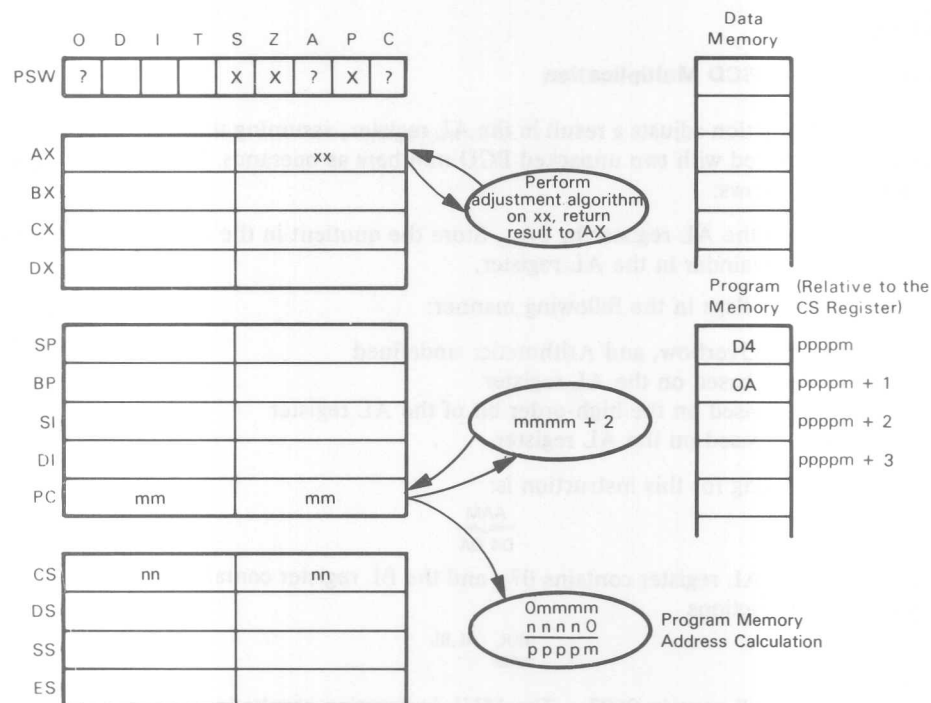 Data
Memory
O D I T S Z A P C
PSW ? X X ? X ?
AX xx
BX
CX
DX
Perform
adjustment algorithm
on xx, return
result to AX
Program (Relative to the
Memory CS Register)
SP
BP
SI
DI
PC mm mm
mmmm + 2
D4 ppppm
0A ppppm + 1
ppppm + 2
ppppm + 3
CS nn nn
DS
SS
ES
0mmmm
nnnn0
ppppm
Program Memory
Address Calculation